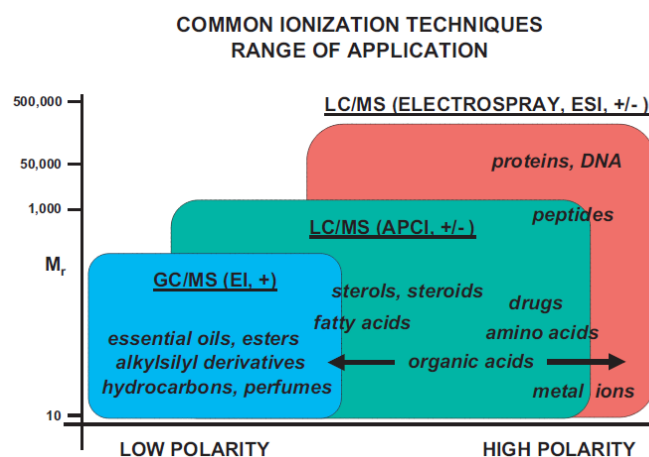 COMMON IONIZATION TECHNIQUES
RANGE OF APPLICATION
500,000
LC/MS (ELECTROSPRAY, ESI, +/-)
50,000
proteins, DNA
1,000
peptides
LC/MS (APCI, +/-)
Mr
GC/MS (EI, +)
sterols, steroids
drugs
fatty acids
amino acids
essential oils, esters
alkylsilyl derivatives
organic acids
hydrocarbons, perfumes
metal ions
10
LOW POLARITY
HIGH POLARITY